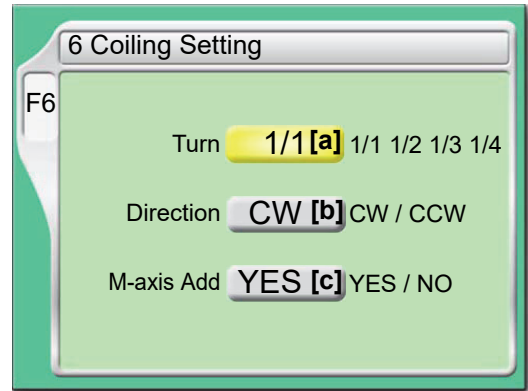 6 Coiling Setting
F6
Turn 1/1 [a] 1/1 1/2 1/3 1/4
Direction CW [b] CW / CCW
M-axis Add YES [c] YES / NO